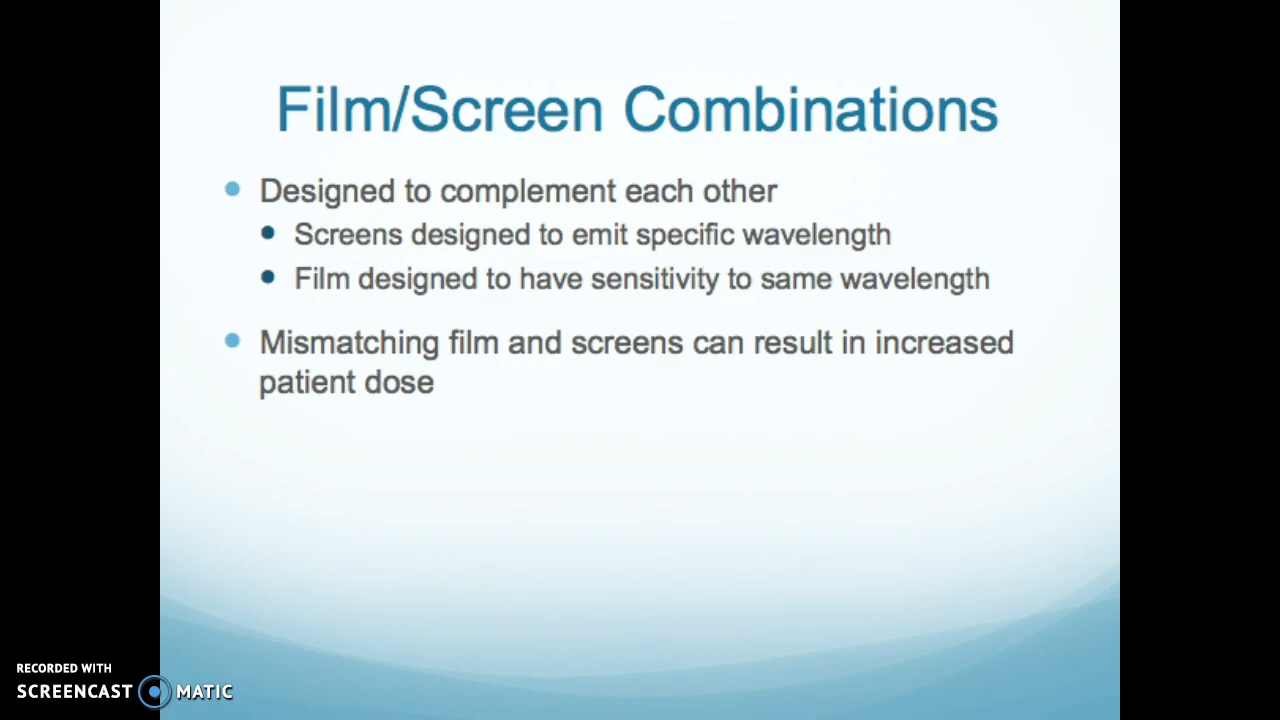 Film/Screen Combinations
Designed to complement each other
Screens designed to emit specific wavelength
Film designed to have sensitivity to same wavelength
Mismatching film and screens can result in increased
patient dose
RECORDED WITH
SCREENCAST MATIC